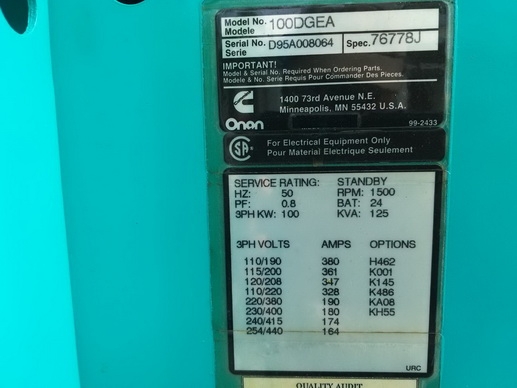 Model No. 100DGEA
Modele
Serial No. D95A008064 Spec. 76778J
Serie
IMPORTANT!
Model & Serial No. Required When Ordering Parts.
Modele & No. Serie Requis Pour Commander Des Pieces.
1400 73rd Avenue N.E.
Minneapolis, MN 55432 U.S.A.
Onan 99-2433
For Electrical Equipment Only
Pour Material Electrique Seulement
SERVICE RATING: STANDBY
HZ: 50 RPM: 1500
PF: 0.8 BAT: 24
3PH KW: 100 KVA: 125
3PH VOLTS AMPS OPTIONS
110/190 380 H462
115/200 361 K001
120/208 347 K145
110/220 328 K486
220/380 190 KA08
230/400 180 KH55
240/415 174
254/440 164
URC
QUALITY AUDIT